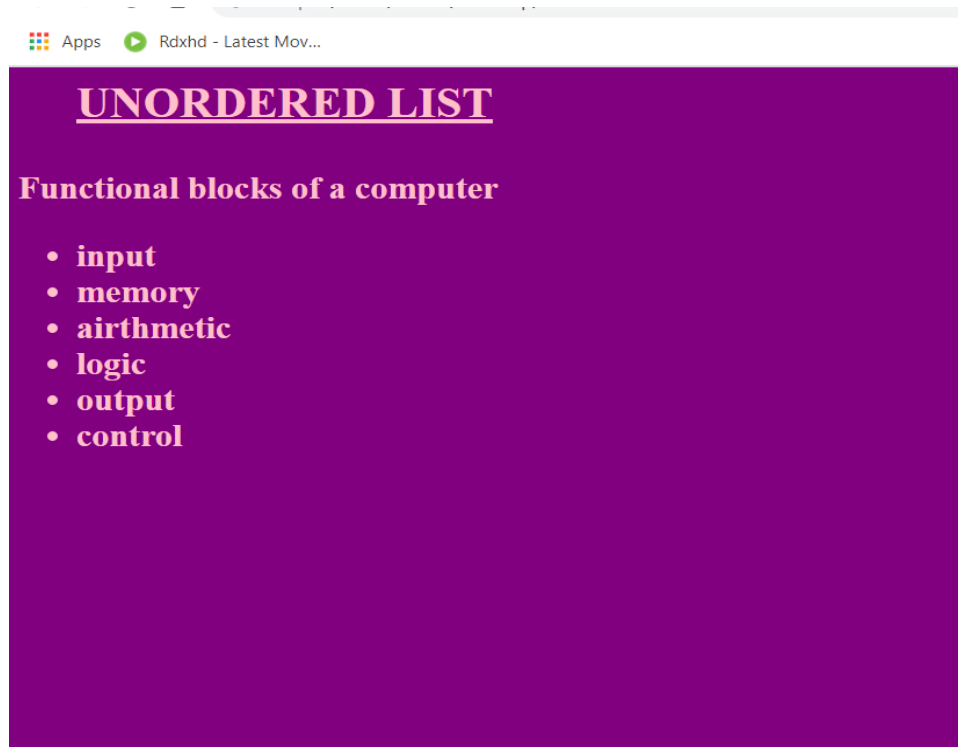 Apps Rdxhd - Latest Mov...
UNORDERED LIST
Functional blocks of a computer
• input
• memory
• airthmetic
• logic
• output
• control